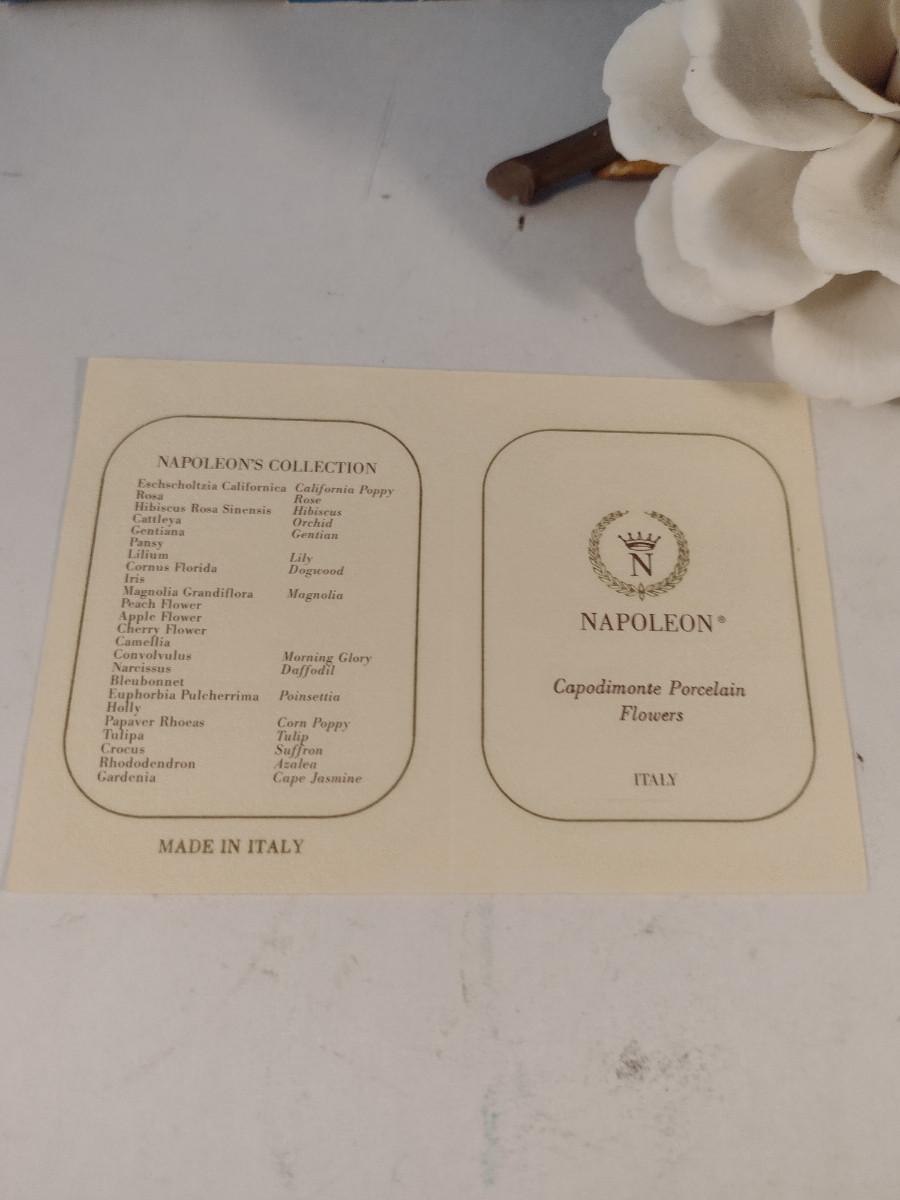 NAPOLEON'S COLLECTION
Eschscholtzia Californica California Poppy
Rosa Rose
Hibiscus Rosa Sinensis Hibiscus
Cattleya Orchid
Gentiana Gentian
Pansy
Lilium Lily
Cornus Florida Dogwood
Iris
Magnolia Grandiflora Magnolia
Peach Flower
Apple Flower
Cherry Flower
Camellia
Convolvulus Morning Glory
Narcissus Daffodil
Bleubonnet
Euphorbia Pulcherrima Poinsettia
Holly
Papaver Rhoeas Corn Poppy
Tulipa Tulip
Crocus Suffron
Rhododendron Azalea
Gardenia Cape Jasmine
MADE IN ITALY
N
NAPOLEON®
Capodimonte Porcelain
Flowers
ITALY